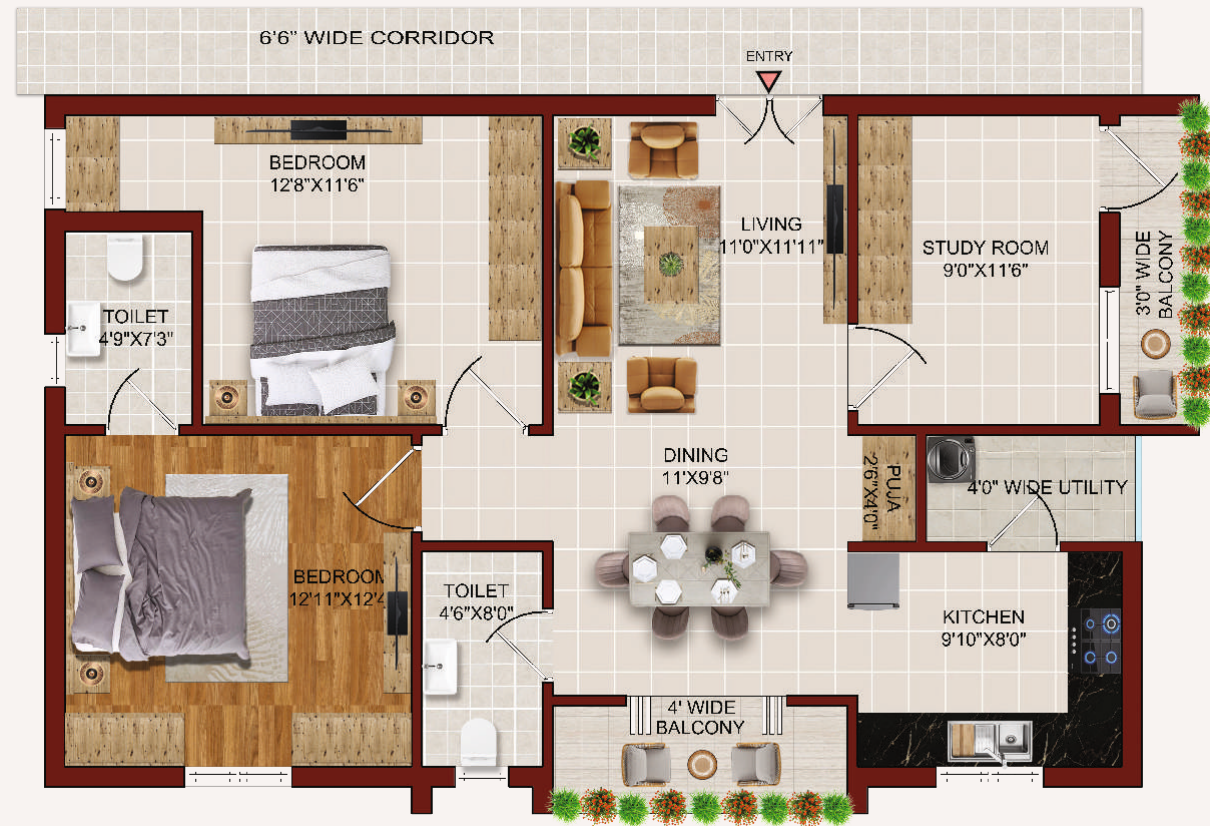 6'6" WIDE CORRIDOR
ENTRY
BEDROOM
12'8"X11'6"
LIVING
11'0"X11'11"
STUDY ROOM
9'0"X11'6"
3'0" WIDE
BALCONY
TOILET
4'9"X7'3"
DINING
11'X9'8"
PUJA
2'6"X4'0"
4'0" WIDE UTILITY
BEDROOM
12'11"X12'4
TOILET
4'6"X8'0"
KITCHEN
9'10"X8'0"
4' WIDE
BALCONY